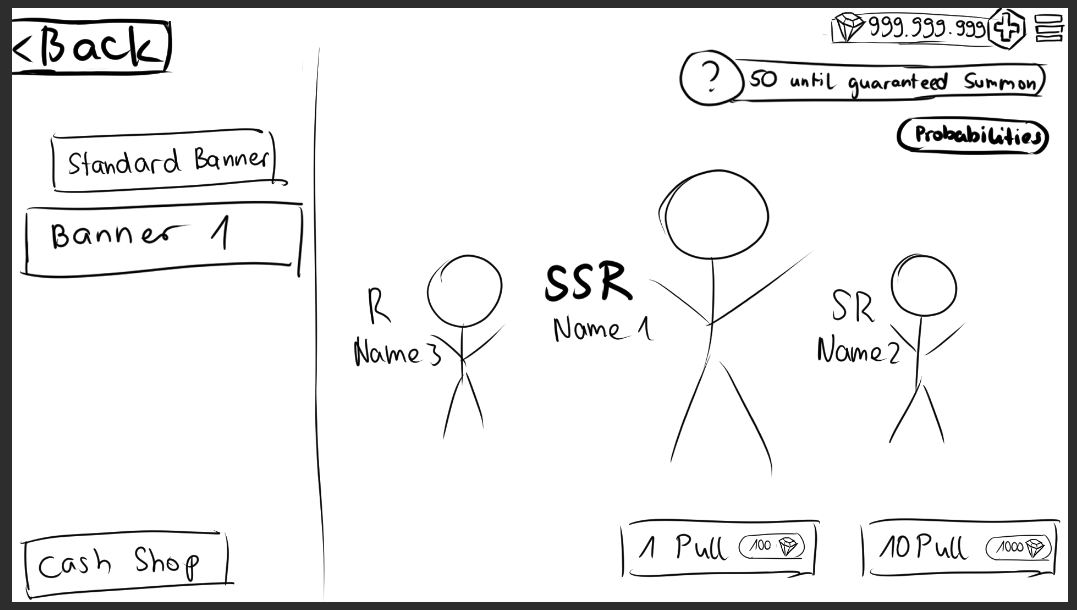 <Back
999.999.999
? 50 until guaranteed Summon
Probabilities
Standard Banner
Banner 1
R
Name 3
SSR
Name 1
SR
Name 2
Cash Shop
1 Pull 100
10 Pull 1000